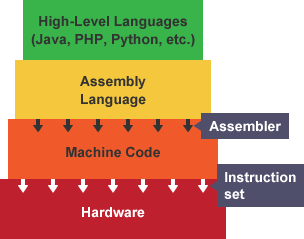 High-Level Languages
(Java, PHP, Python, etc.)
Assembly
Language
Assembler
Machine Code
Instruction
set
Hardware